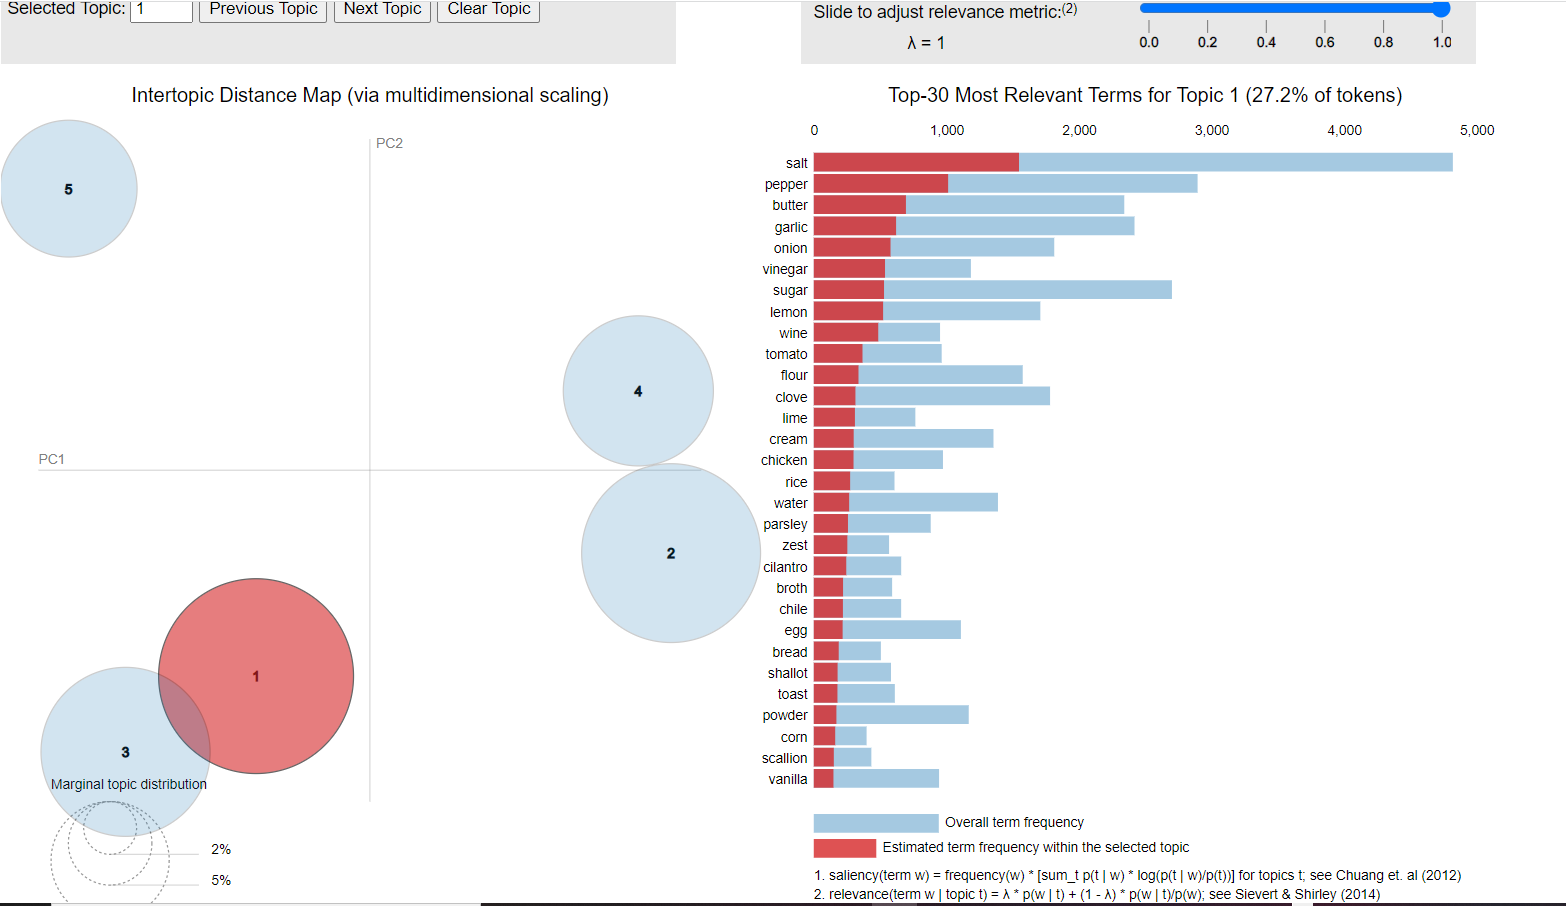 Selected Topic: 1 Previous Topic Next Topic Clear Topic
Slide to adjust relevance metric:(2)
λ = 1
0.0 0.2 0.4 0.6 0.8 1.0
Intertopic Distance Map (via multidimensional scaling)
PC2
5
4
PC1
2
1
3
Marginal topic distribution
2%
5%
Top-30 Most Relevant Terms for Topic 1 (27.2% of tokens)
0 1,000 2,000 3,000 4,000 5,000
salt
pepper
butter
garlic
onion
vinegar
sugar
lemon
wine
tomato
flour
clove
lime
cream
chicken
rice
water
parsley
zest
cilantro
broth
chile
egg
bread
shallot
toast
powder
corn
scallion
vanilla
Overall term frequency
Estimated term frequency within the selected topic
1. saliency(term w) = frequency(w) * [sum_t p(t | w) * log(p(t | w)/p(t))] for topics t; see Chuang et. al (2012)
2. relevance(term w | topic t) = λ * p(w | t) + (1 - λ) * p(w | t)/p(w); see Sievert & Shirley (2014)